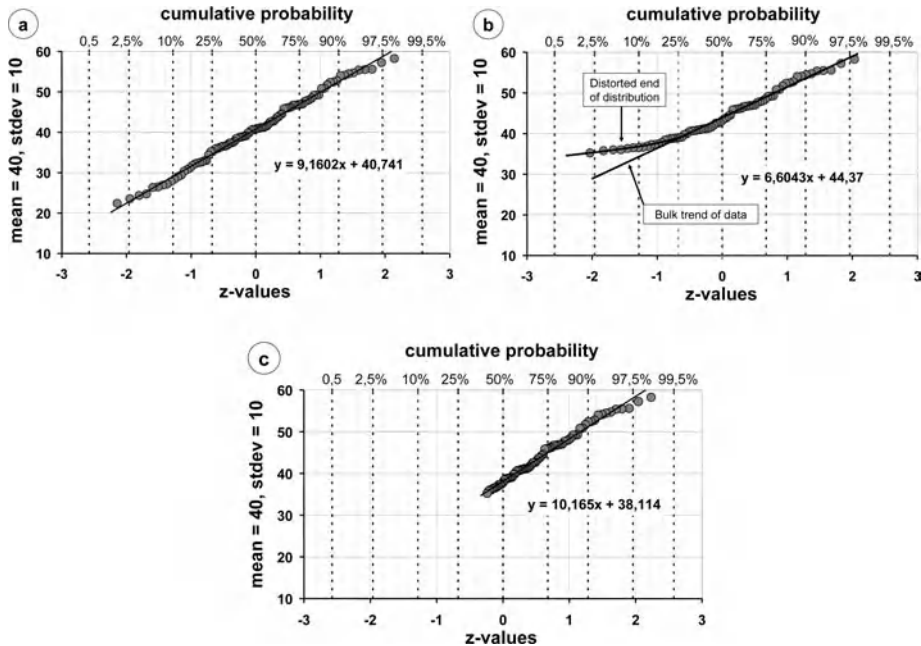 a
cumulative probability
0,5 2,5% 10% 25% 50% 75% 90% 97,5% 99,5%
60
50
40
30
20
10
mean = 40, stdev = 10
y = 9,1602x + 40,741
-3 -2 -1 0 1 2 3
z-values
b
cumulative probability
0,5 2,5% 10% 25% 50% 75% 90% 97,5% 99,5%
60
50
40
30
20
10
mean = 40, stdev = 10
Distorted end
of distribution
y = 6,6043x + 44,37
Bulk trend of data
-3 -2 -1 0 1 2 3
z-values
c
cumulative probability
0,5 2,5% 10% 25% 50% 75% 90% 97,5% 99,5%
60
50
40
30
20
10
mean = 40, stdev = 10
y = 10,165x + 38,114
-3 -2 -1 0 1 2 3
z-values